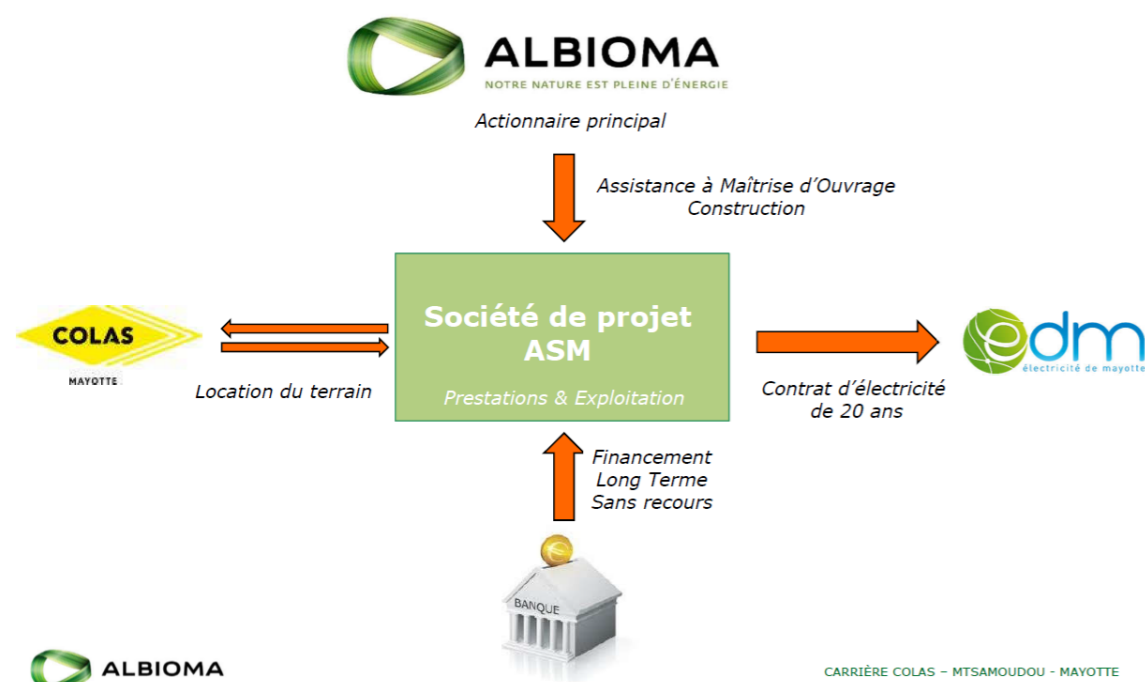 ALBIOMA
NOTRE NATURE EST PLEINE D'ÉNERGIE
Actionnaire principal
Assistance à Maîtrise d'Ouvrage
Construction
COLAS
MAYOTTE
Location du terrain
Société de projet
ASM
Prestations & Exploitation
edm
électricité de mayotte
Contrat d'électricité
de 20 ans
Financement
Long Terme
Sans recours
BANQUE
ALBIOMA
CARRIÈRE COLAS – MTSAMOUDOU - MAYOTTE